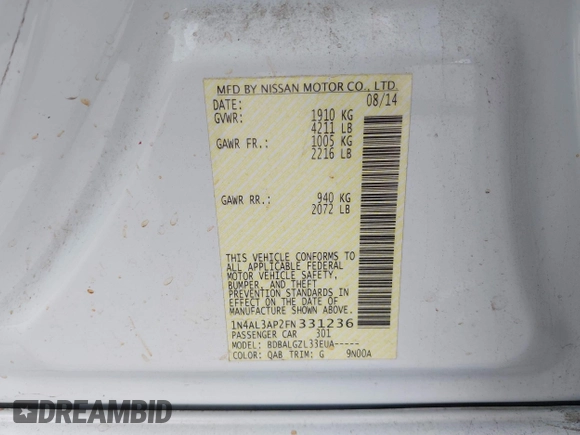 MFD BY NISSAN MOTOR CO., LTD.
DATE: 08/14
GVWR: 1910 KG
4211 LB
GAWR FR.: 1005 KG
2216 LB
GAWR RR.: 940 KG
2072 LB
THIS VEHICLE CONFORMS TO
ALL APPLICABLE FEDERAL
MOTOR VEHICLE SAFETY,
BUMPER, AND THEFT
PREVENTION STANDARDS IN
EFFECT ON THE DATE OF
MANUFACTURE SHOWN ABOVE.
1N4AL3AP2FN331236
PASSENGER CAR 301
MODEL: BDBALGZL33EUA-----
COLOR: QAB TRIM: G 9N00A
DREAMBID